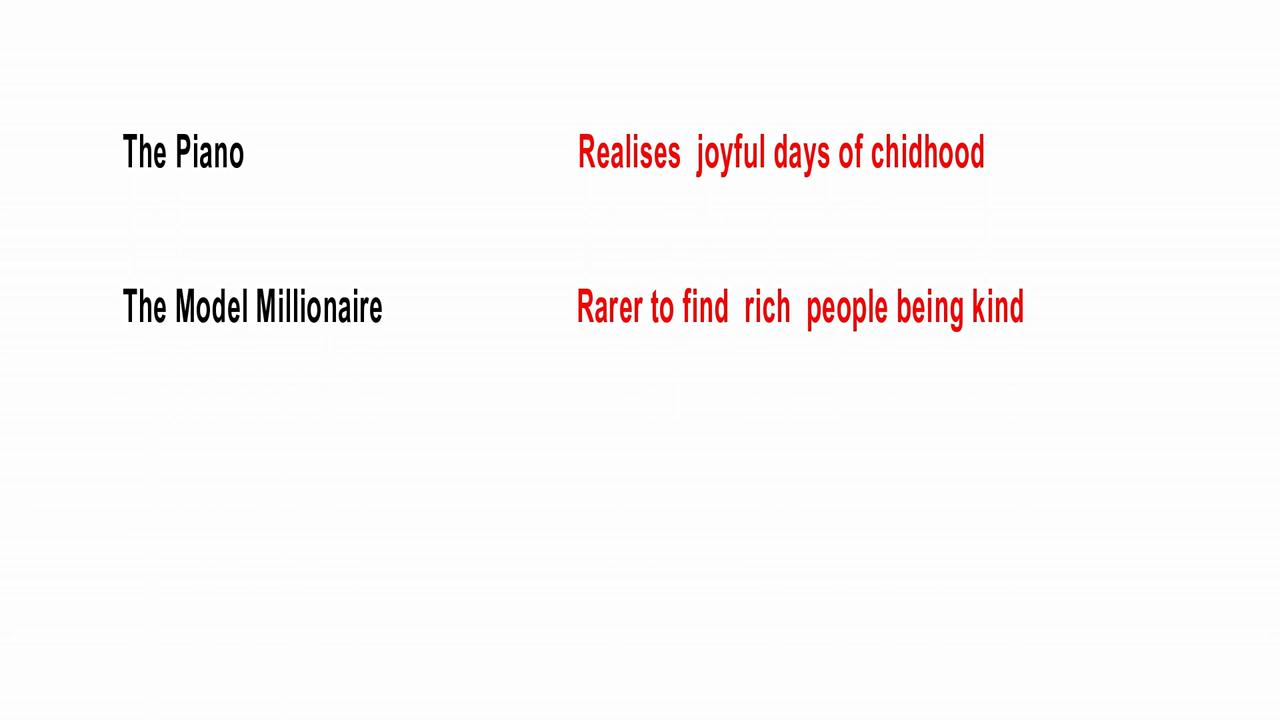 The Piano Realises joyful days of chidhood
The Model Millionaire Rarer to find rich people being kind